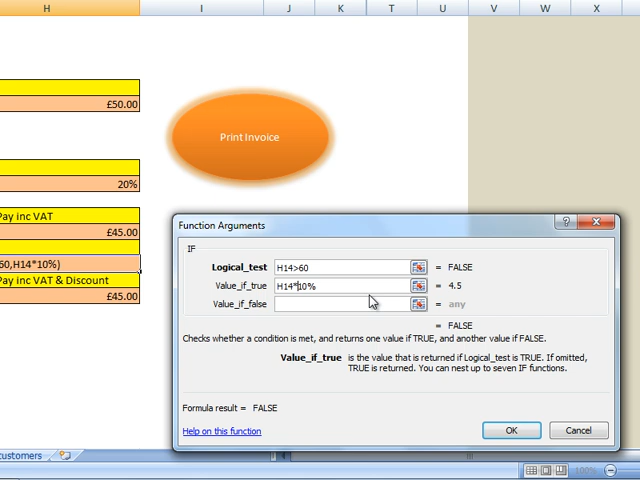 H I J K T U V W X
£50.00
Print Invoice
20%
Pay inc VAT
£45.00
60,H14*10%)
Pay inc VAT & Discount
£45.00
Function Arguments
IF
Logical_test H14>60 = FALSE
Value_if_true H14*10% = 4.5
Value_if_false = any
= FALSE
Checks whether a condition is met, and returns one value if TRUE, and another value if FALSE.
Value_if_true is the value that is returned if Logical_test is TRUE. If omitted,
TRUE is returned. You can nest up to seven IF functions.
Formula result = FALSE
Help on this function
OK Cancel
customers
100%